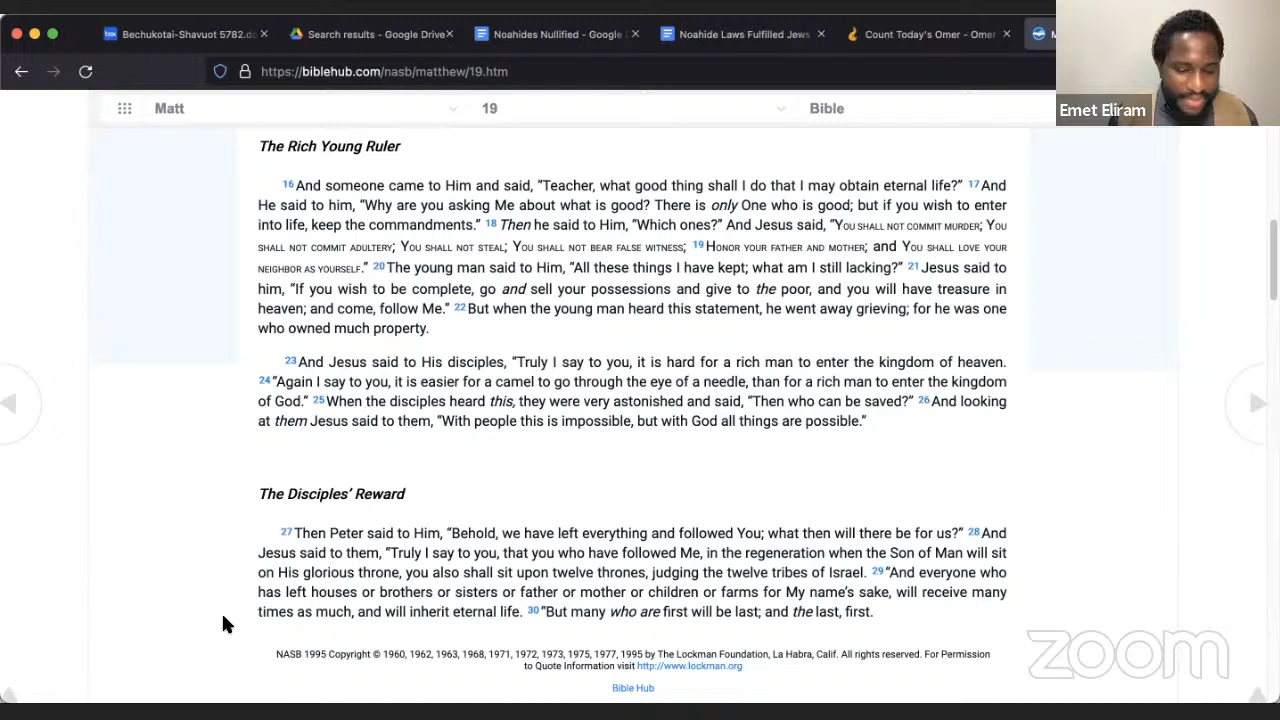 Bechukotai-Shavuot 5782.do
Search results - Google Drive
Noahides Nullified - Google
Noahide Laws Fulfilled Jews
Count Today's Omer - Omer
https://biblehub.com/nasb/matthew/19.htm
Emet Eliram
Matt 19 Bible
The Rich Young Ruler
16 And someone came to Him and said, “Teacher, what good thing shall I do that I may obtain eternal life?” 17 And
He said to him, “Why are you asking Me about what is good? There is only One who is good; but if you wish to enter
into life, keep the commandments.” 18 Then he said to Him, “Which ones?” And Jesus said, “YOU SHALL NOT COMMIT MURDER; YOU
SHALL NOT COMMIT ADULTERY; YOU SHALL NOT STEAL; YOU SHALL NOT BEAR FALSE WITNESS; 19 HONOR YOUR FATHER AND MOTHER; and YOU SHALL LOVE YOUR
NEIGHBOR AS YOURSELF.” 20 The young man said to Him, “All these things I have kept; what am I still lacking?” 21 Jesus said to
him, “If you wish to be complete, go and sell your possessions and give to the poor, and you will have treasure in
heaven; and come, follow Me.” 22 But when the young man heard this statement, he went away grieving; for he was one
who owned much property.
23 And Jesus said to His disciples, “Truly I say to you, it is hard for a rich man to enter the kingdom of heaven.
24 “Again I say to you, it is easier for a camel to go through the eye of a needle, than for a rich man to enter the kingdom
of God.” 25 When the disciples heard this, they were very astonished and said, “Then who can be saved?” 26 And looking
at them Jesus said to them, “With people this is impossible, but with God all things are possible.”
The Disciples’ Reward
27 Then Peter said to Him, “Behold, we have left everything and followed You; what then will there be for us?” 28 And
Jesus said to them, “Truly I say to you, that you who have followed Me, in the regeneration when the Son of Man will sit
on His glorious throne, you also shall sit upon twelve thrones, judging the twelve tribes of Israel. 29 “And everyone who
has left houses or brothers or sisters or father or mother or children or farms for My name’s sake, will receive many
times as much, and will inherit eternal life. 30 “But many who are first will be last; and the last, first.
NASB 1995 Copyright © 1960, 1962, 1963, 1968, 1971, 1972, 1973, 1975, 1977, 1995 by The Lockman Foundation, La Habra, Calif. All rights reserved. For Permission
to Quote Information visit http://www.lockman.org
Bible Hub
zoom